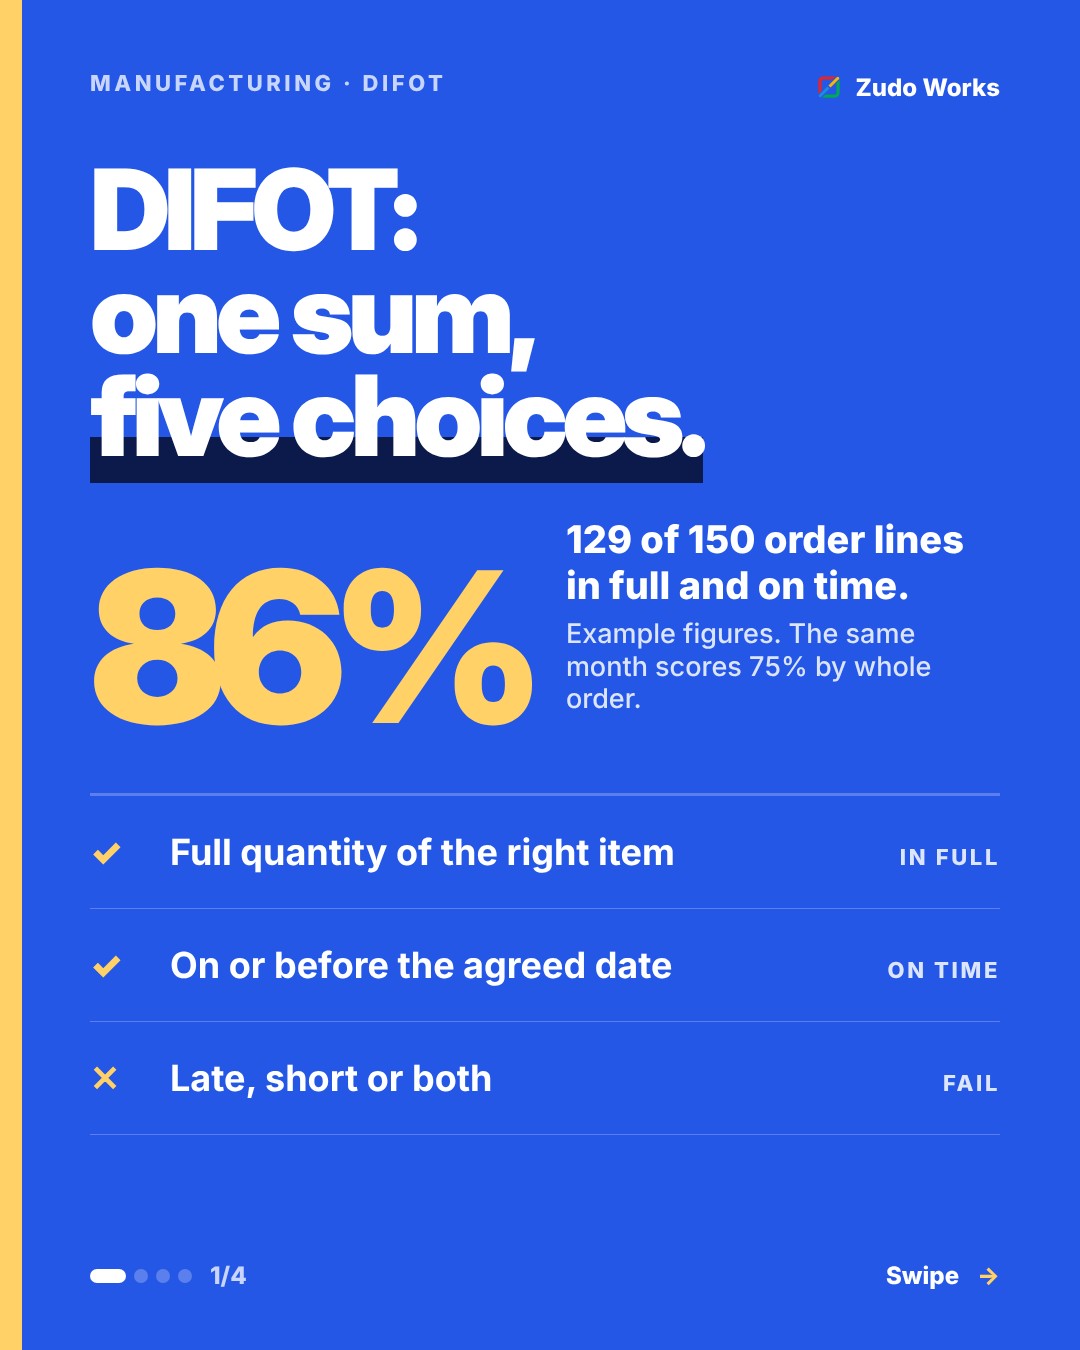 MANUFACTURING · DIFOT
Zudo Works
DIFOT:
one sum,
five choices.
86%
129 of 150 order lines
in full and on time.
Example figures. The same
month scores 75% by whole
order.
Full quantity of the right item
IN FULL
On or before the agreed date
ON TIME
Late, short or both
FAIL
1/4
Swipe →